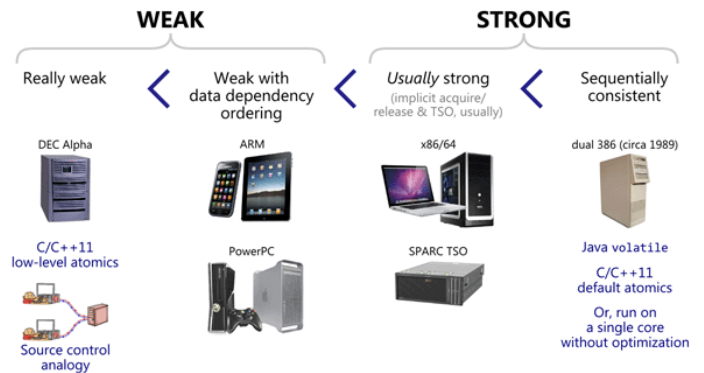 WEAK
STRONG
Really weak
Weak with
data dependency
ordering
Usually strong
(implicit acquire/
release & TSO, usually)
Sequentially
consistent
DEC Alpha
ARM
x86/64
dual 386 (circa 1989)
C/C++11
low-level atomics
PowerPC
SPARC TSO
Java volatile
C/C++11
default atomics
Or, run on
a single core
without optimization
Source control
analogy